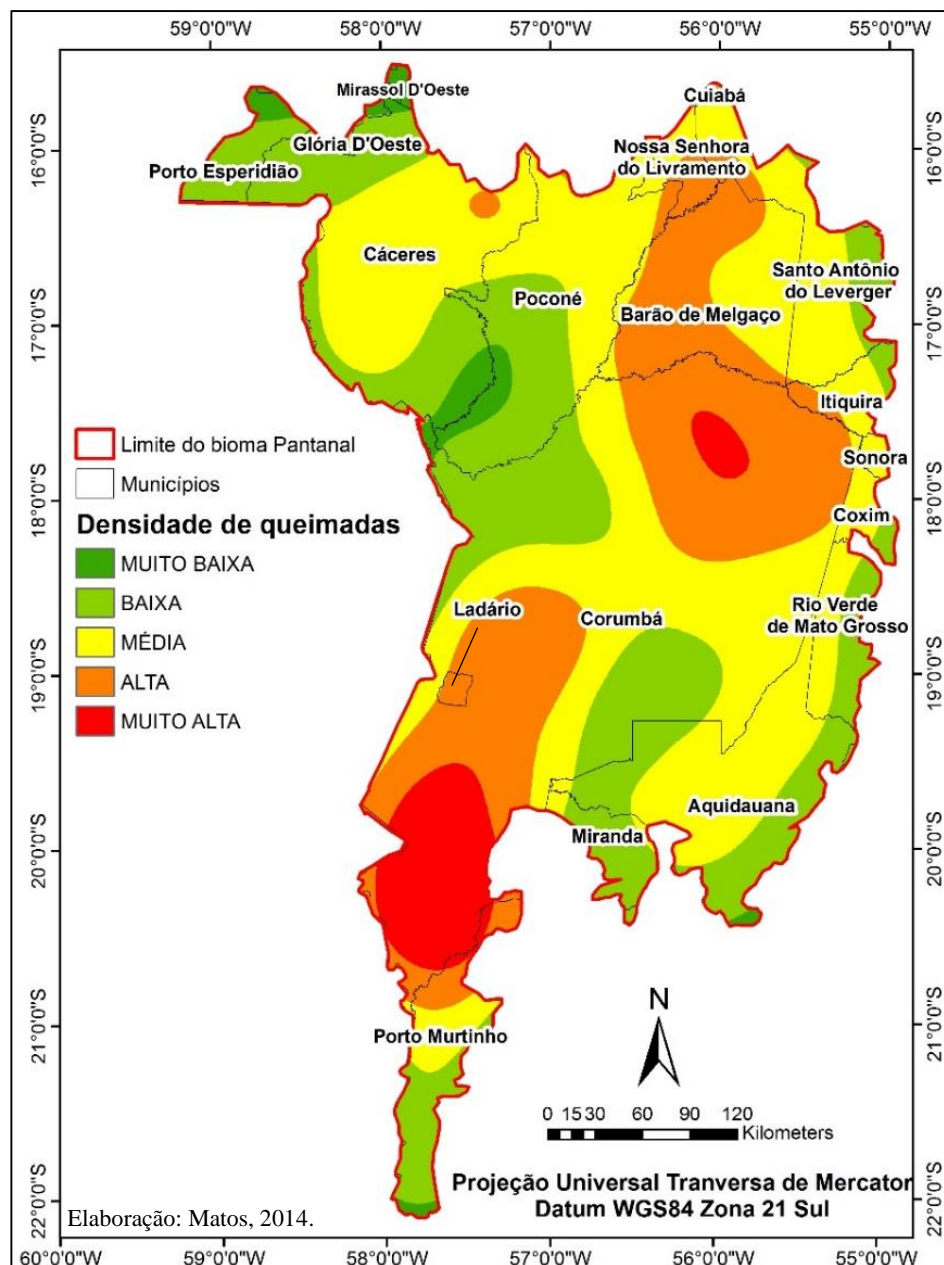 59°0'0"W 58°0'0"W 57°0'0"W 56°0'0"W 55°0'0"W
Mirassol D'Oeste
Cuiabá
Glória D'Oeste
Nossa Senhora
do Livramento
16°0'0"S
16°0'0"S
Porto Esperidião
Cáceres
Santo Antônio
do Leverger
Poconé
Barão de Melgaço
17°0'0"S
17°0'0"S
Itiquira
Sonora
Coxim
18°0'0"S
18°0'0"S
Limite do bioma Pantanal
Municípios
Densidade de queimadas
MUITO BAIXA
BAIXA
MÉDIA
ALTA
MUITO ALTA
Ladário
Corumbá
Rio Verde
de Mato Grosso
19°0'0"S
19°0'0"S
Aquidauana
Miranda
20°0'0"S
20°0'0"S
N
21°0'0"S
21°0'0"S
Porto Murtinho
0 15 30 60 90 120
Kilometers
Projeção Universal Tranversa de Mercator
Datum WGS84 Zona 21 Sul
22°0'0"S
22°0'0"S
Elaboração: Matos, 2014.
60°0'0"W 59°0'0"W 58°0'0"W 57°0'0"W 56°0'0"W 55°0'0"W